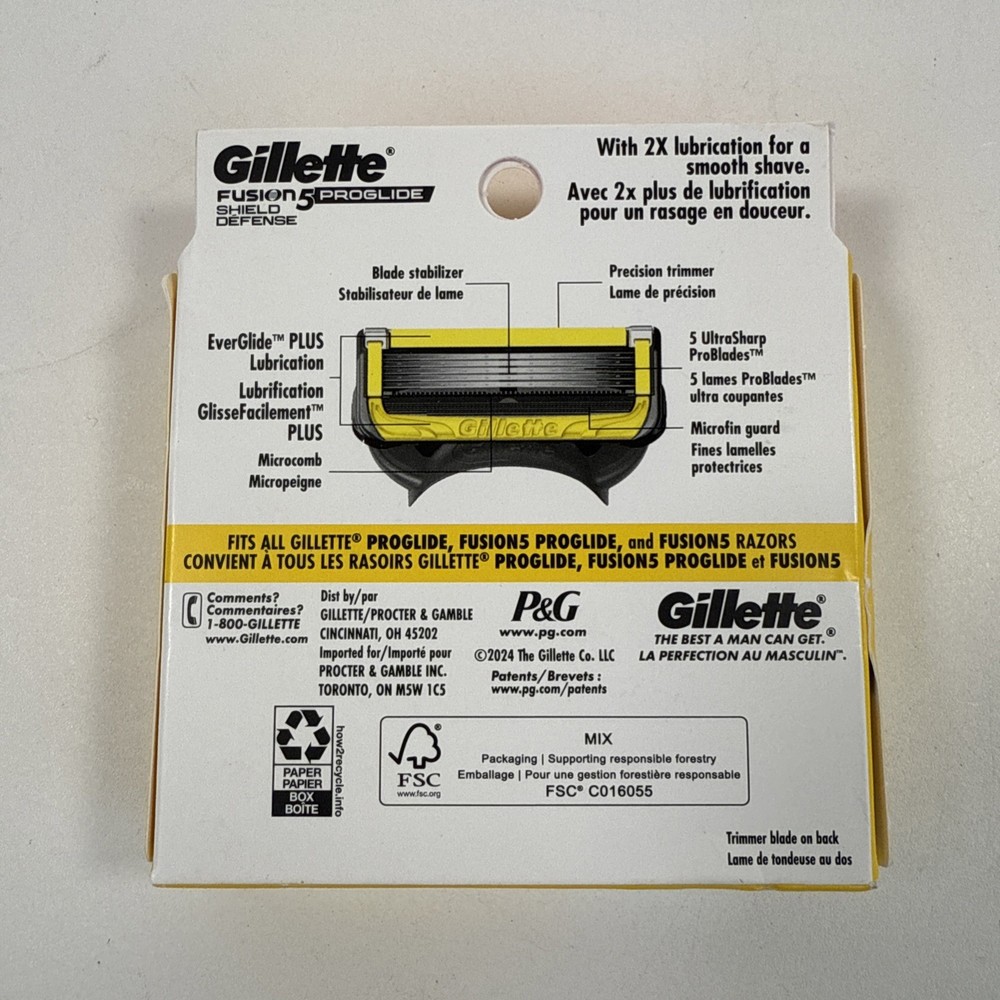 Gillette®
FUSION5 PROGLIDE
SHIELD
DÉFENSE
With 2X lubrication for a
smooth shave.
Avec 2x plus de lubrification
pour un rasage en douceur.
Blade stabilizer
Stabilisateur de lame
Precision trimmer
Lame de précision
EverGlide™ PLUS
Lubrication
Lubrification
GlisseFacilement™
PLUS
Microcomb
Micropeigne
5 UltraSharp
ProBlades™
5 lames ProBlades™
ultra coupantes
Microfin guard
Fines lamelles
protectrices
Gillette
FITS ALL GILLETTE® PROGLIDE, FUSION5 PROGLIDE, and FUSION5 RAZORS
CONVIENT À TOUS LES RASOIRS GILLETTE® PROGLIDE, FUSION5 PROGLIDE et FUSION5
Comments?
Commentaires?
1-800-GILLETTE
www.Gillette.com
Dist by/par
GILLETTE/PROCTER & GAMBLE
CINCINNATI, OH 45202
Imported for/Importé pour
PROCTER & GAMBLE INC.
TORONTO, ON M5W 1C5
P&G
www.pg.com
©2024 The Gillette Co. LLC
Patents/Brevets :
www.pg.com/patents
Gillette®
THE BEST A MAN CAN GET.®
LA PERFECTION AU MASCULIN™.
PAPER
PAPIER
BOX
BOÎTE
how2recycle.info
FSC®
www.fsc.org
MIX
Packaging | Supporting responsible forestry
Emballage | Pour une gestion forestière responsable
FSC® C016055
Trimmer blade on back
Lame de tondeuse au dos